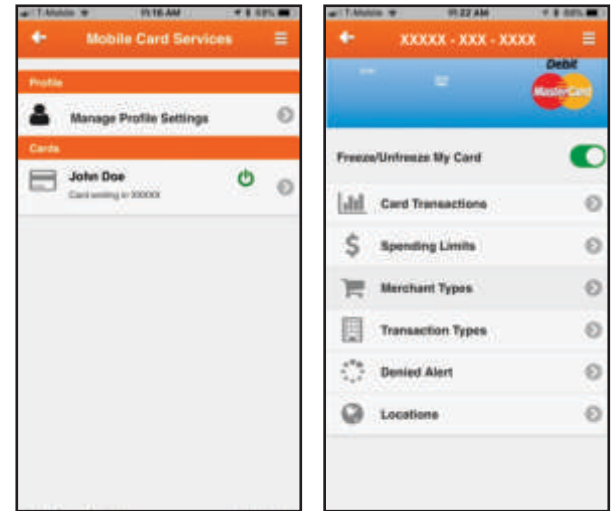 T-Mobile
11:16 AM
Mobile Card Services
Profile
Manage Profile Settings
Cards
John Doe
Card ending in XXXXX
T-Mobile
11:22 AM
XXXXX - XXX - XXXX
Debit
MasterCard
Freeze/Unfreeze My Card
Card Transactions
Spending Limits
Merchant Types
Transaction Types
Denied Alert
Locations